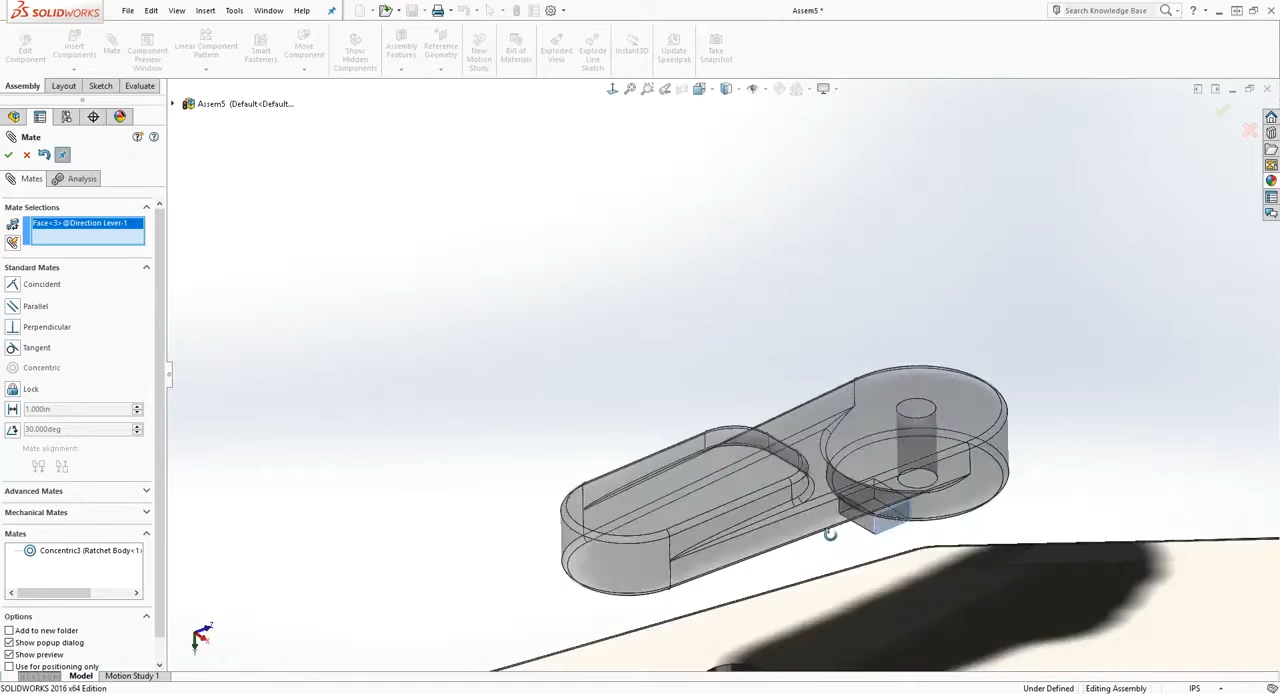 SOLIDWORKS
File Edit View Insert Tools Window Help
Assem5 *
Search Knowledge Base
Edit Component
Insert Components
Mate
Component Preview Window
Linear Component Pattern
Smart Fasteners
Move Component
Show Hidden Components
Assembly Features
Reference Geometry
New Motion Study
Bill of Materials
Exploded View
Explode Line Sketch
Instant3D
Update Speedpak
Take Snapshot
Assembly Layout Sketch Evaluate
Assem5 (Default<Default...
Mate
Mates Analysis
Mate Selections
Face<3>@Direction Lever-1
Standard Mates
Coincident
Parallel
Perpendicular
Tangent
Concentric
Lock
1.000in
30.000deg
Mate alignment:
Advanced Mates
Mechanical Mates
Mates
Concentric3 (Ratchet Body<1>
Options
Add to new folder
Show popup dialog
Show preview
Use for positioning only
Model Motion Study 1
SOLIDWORKS 2016 x64 Edition
Under Defined Editing Assembly IPS